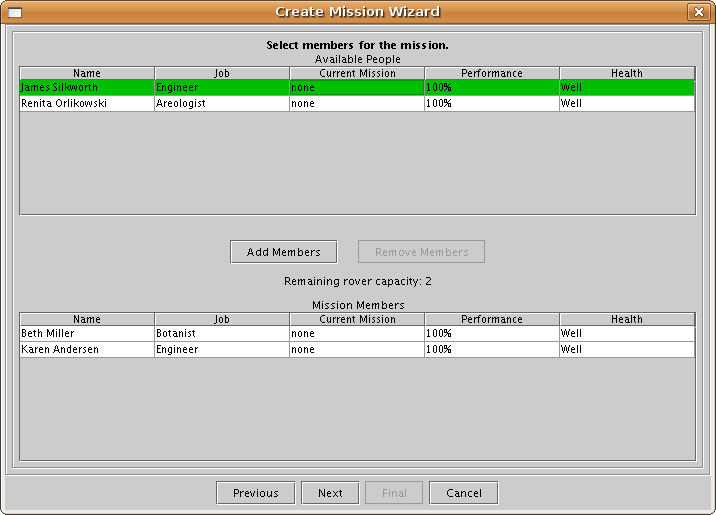 Create Mission Wizard
Select members for the mission.
Available People
Name Job Current Mission Performance Health
James Silkworth Engineer none 100% Well
Renita Orlikowski Areologist none 100% Well
Add Members Remove Members
Remaining rover capacity: 2
Mission Members
Name Job Current Mission Performance Health
Beth Miller Botanist none 100% Well
Karen Andersen Engineer none 100% Well
Previous Next Final Cancel